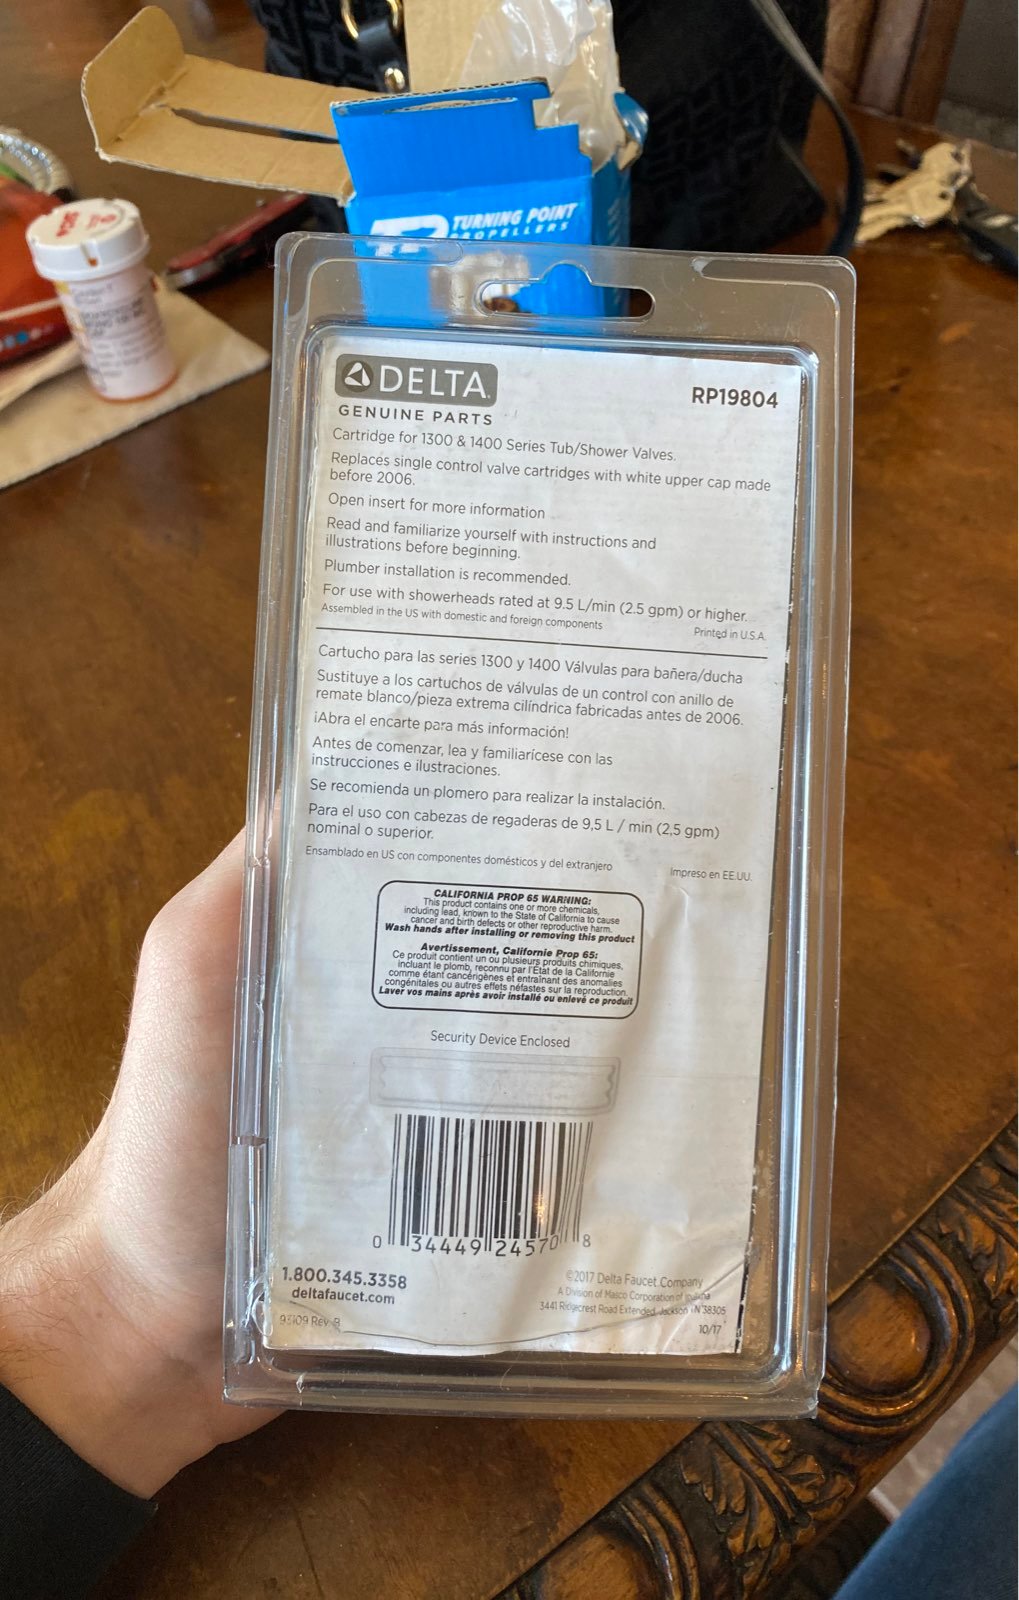 TURNING POINT
PROPELLERS
DELTA
RP19804
GENUINE PARTS
Cartridge for 1300 & 1400 Series Tub/Shower Valves.
Replaces single control valve cartridges with white upper cap made
before 2006.
Open insert for more information
Read and familiarize yourself with instructions and
illustrations before beginning.
Plumber installation is recommended.
For use with showerheads rated at 9.5 L/min (2.5 gpm) or higher.
Assembled in the US with domestic and foreign components
Printed in U.S.A.
Cartucho para las series 1300 y 1400 Válvulas para bañera/ducha
Sustituye a los cartuchos de válvulas de un control con anillo de
remate blanco/pieza extrema cilíndrica fabricadas antes de 2006.
¡Abra el encarte para más información!
Antes de comenzar, lea y familiarícese con las
instrucciones e ilustraciones.
Se recomienda un plomero para realizar la instalación.
Para el uso con cabezas de regaderas de 9,5 L / min (2,5 gpm)
nominal o superior.
Ensamblado en US con componentes domésticos y del extranjero
Impreso en EE.UU.
CALIFORNIA PROP 65 WARNING:
This product contains one or more chemicals,
including lead, known to the State of California to cause
cancer and birth defects or other reproductive harm.
Wash hands after installing or removing this product
Avertissement, Californie Prop 65:
Ce produit contient un ou plusieurs produits chimiques,
incluant le plomb, reconnu par l'État de la Californie
comme étant cancérigènes et entraînant des anomalies
congénitales ou autres effets néfastes sur la reproduction.
Laver vos mains après avoir installé ou enlevé ce produit
Security Device Enclosed
0 34449 24570 8
1.800.345.3358
deltafaucet.com
©2017 Delta Faucet Company
A Division of Masco Corporation of Indiana
3441 Ridgecrest Road Extended, Jackson TN 38305
93109 Rev. B
10/17